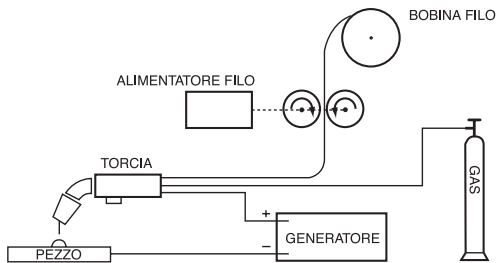 BOBINA FILO
ALIMENTATORE FILO
TORCIA
GAS
+
GENERATORE
−
PEZZO